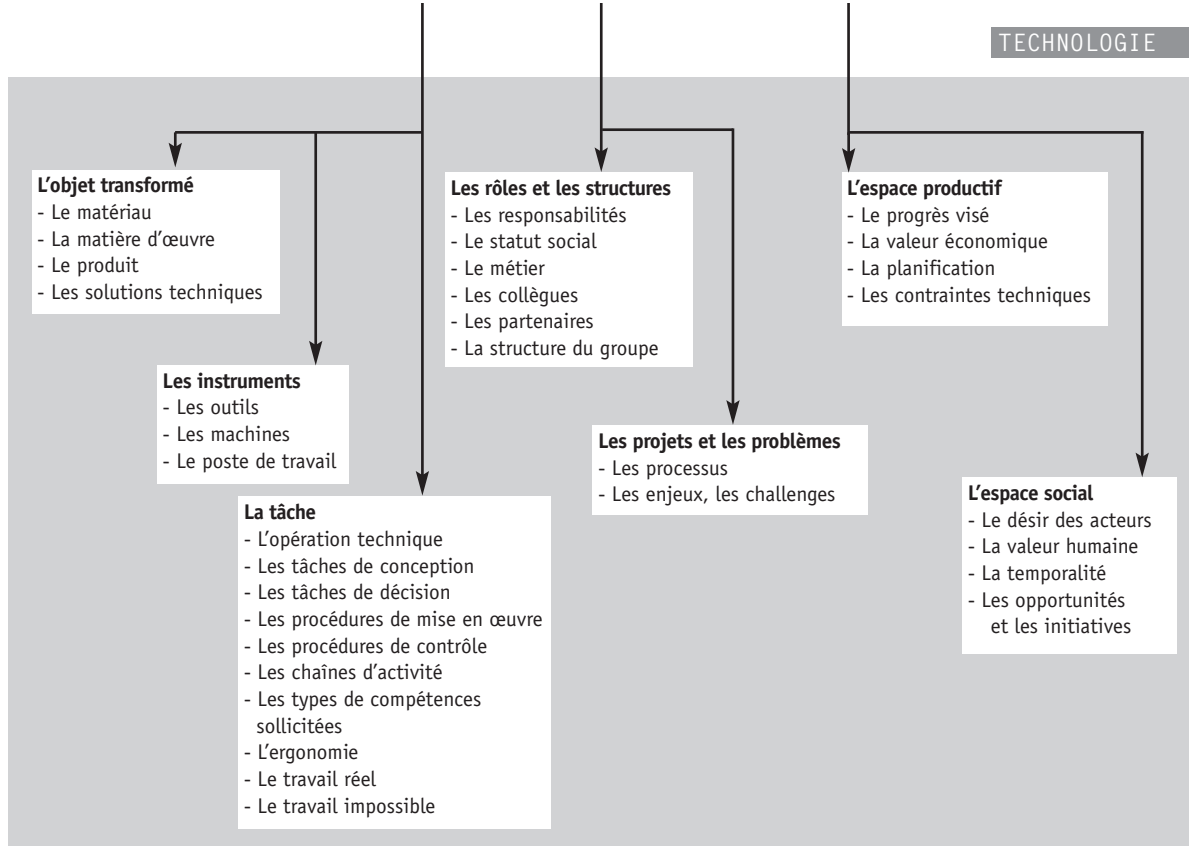 TECHNOLOGIE
L’objet transformé
- Le matériau
- La matière d’œuvre
- Le produit
- Les solutions techniques
Les instruments
- Les outils
- Les machines
- Le poste de travail
La tâche
- L’opération technique
- Les tâches de conception
- Les tâches de décision
- Les procédures de mise en œuvre
- Les procédures de contrôle
- Les chaînes d’activité
- Les types de compétences
sollicitées
- L’ergonomie
- Le travail réel
- Le travail impossible
Les rôles et les structures
- Les responsabilités
- Le statut social
- Le métier
- Les collègues
- Les partenaires
- La structure du groupe
Les projets et les problèmes
- Les processus
- Les enjeux, les challenges
L’espace productif
- Le progrès visé
- La valeur économique
- La planification
- Les contraintes techniques
L’espace social
- Le désir des acteurs
- La valeur humaine
- La temporalité
- Les opportunités
et les initiatives